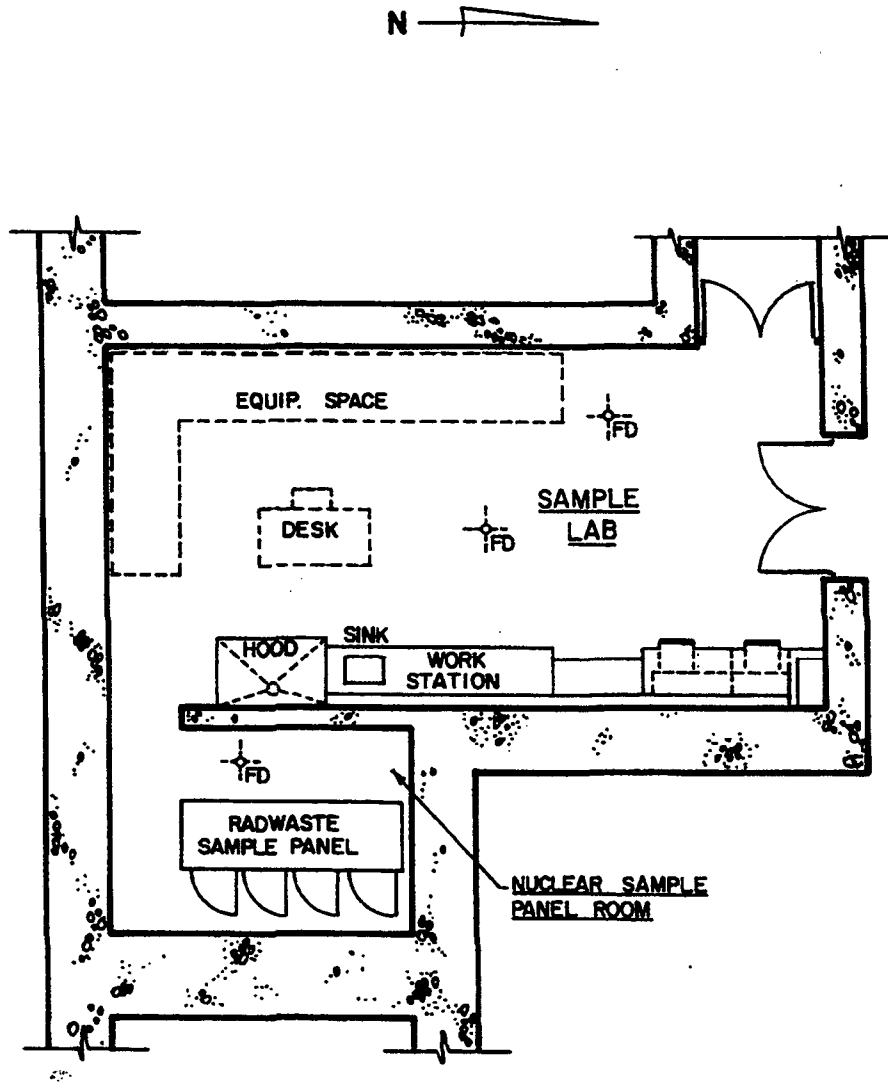 N
EQUIP. SPACE
FD
SAMPLE
LAB
DESK
FD
HOOD
SINK
WORK
STATION
FD
RADWASTE
SAMPLE PANEL
NUCLEAR SAMPLE
PANEL ROOM